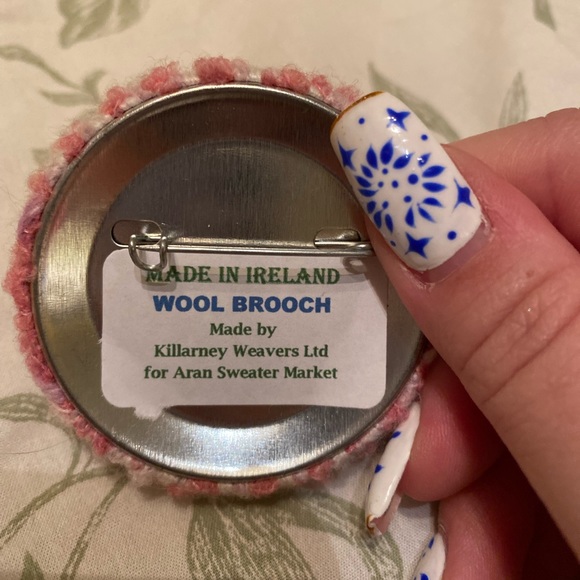 MADE IN IRELAND
WOOL BROOCH
Made by
Killarney Weavers Ltd
for Aran Sweater Market